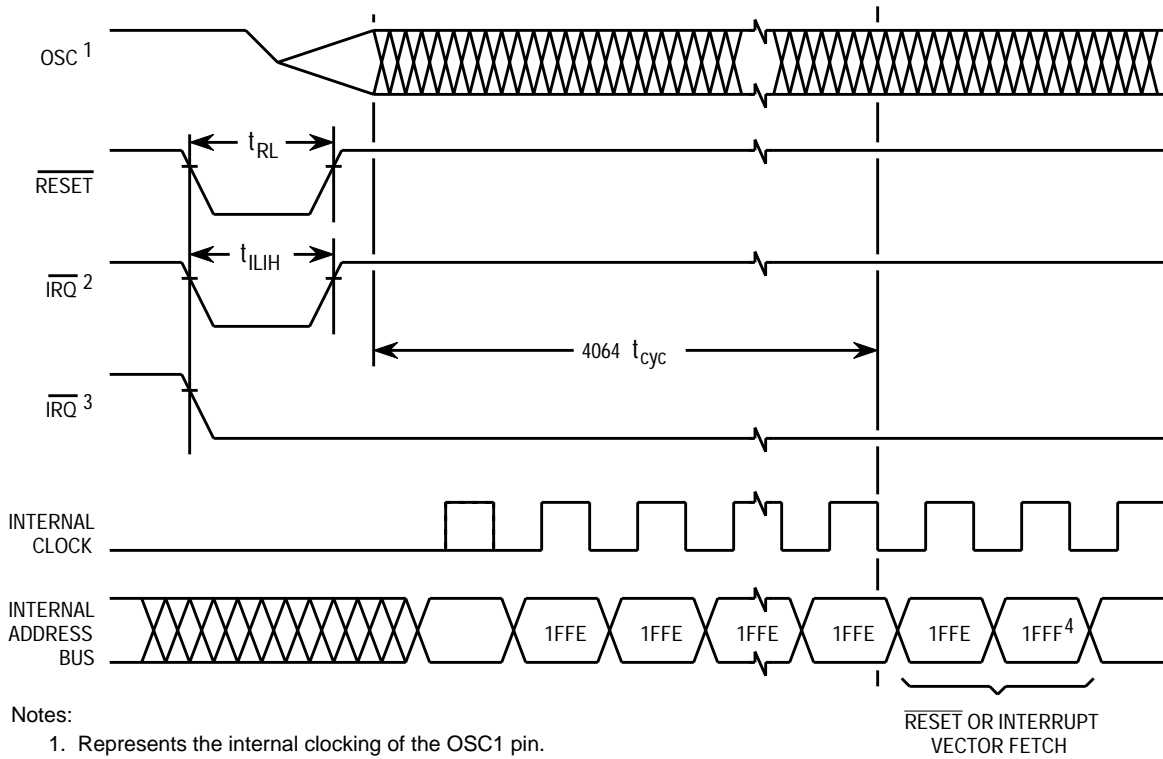 OSC 1
tRL
RESET
tILIH
IRQ 2
4064 tcyc
IRQ 3
INTERNAL
CLOCK
INTERNAL
ADDRESS
BUS
1FFE 1FFE 1FFE 1FFE 1FFE 1FFF4
RESET OR INTERRUPT
VECTOR FETCH
Notes:
1. Represents the internal clocking of the OSC1 pin.